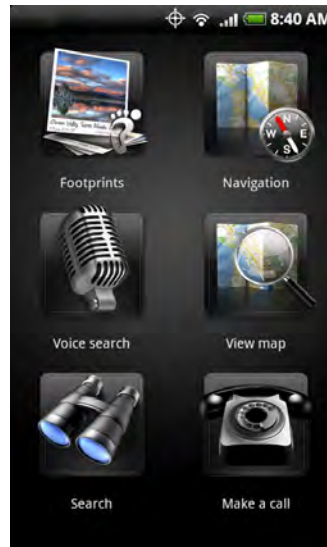 8:40 AM
Footprints
Navigation
N
W E
S
Voice search
View map
Search
Make a call